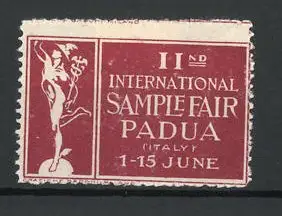 IIND
INTERNATIONAL
SAMPLE FAIR
PADUA
(ITALY)
1-15 JUNE